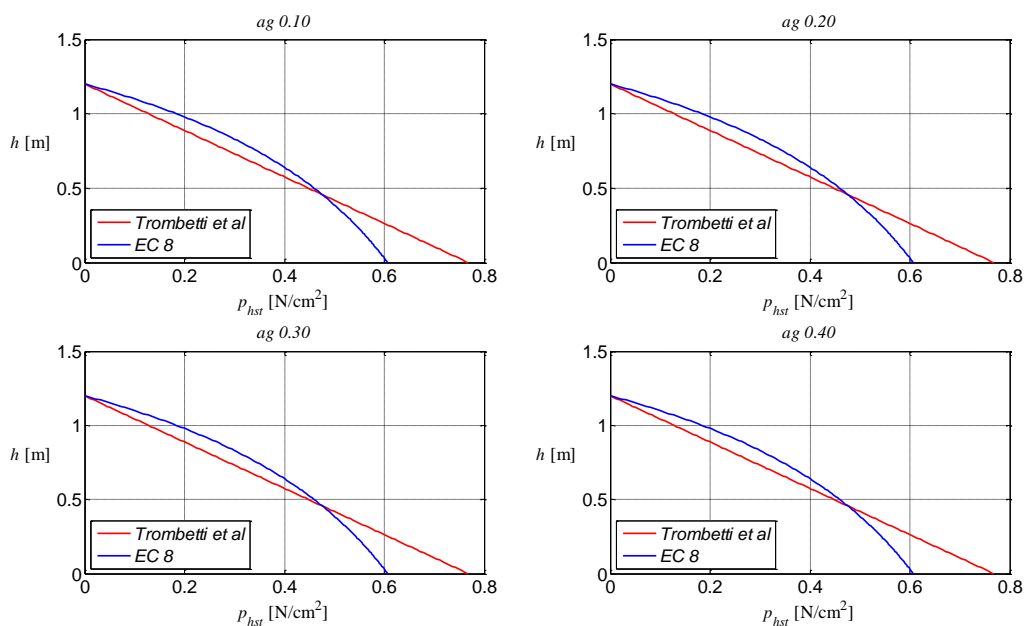 ag 0.10
1.5
1
0.5
0
h [m]
Trombetti et al
EC 8
0 0.2 0.4 0.6 0.8
p_hst [N/cm²]
ag 0.20
1.5
1
0.5
0
h [m]
Trombetti et al
EC 8
0 0.2 0.4 0.6 0.8
p_hst [N/cm²]
ag 0.30
1.5
1
0.5
0
h [m]
Trombetti et al
EC 8
0 0.2 0.4 0.6 0.8
p_hst [N/cm²]
ag 0.40
1.5
1
0.5
0
h [m]
Trombetti et al
EC 8
0 0.2 0.4 0.6 0.8
p_hst [N/cm²]